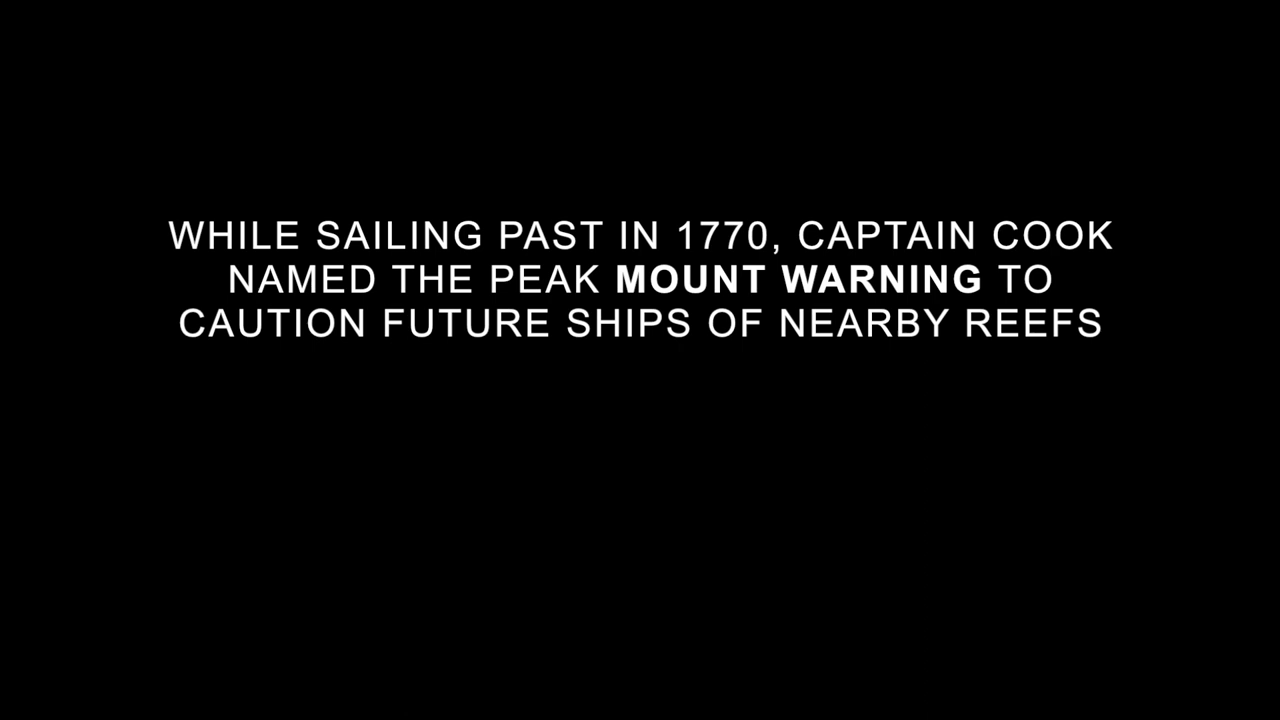 WHILE SAILING PAST IN 1770, CAPTAIN COOK
NAMED THE PEAK MOUNT WARNING TO
CAUTION FUTURE SHIPS OF NEARBY REEFS